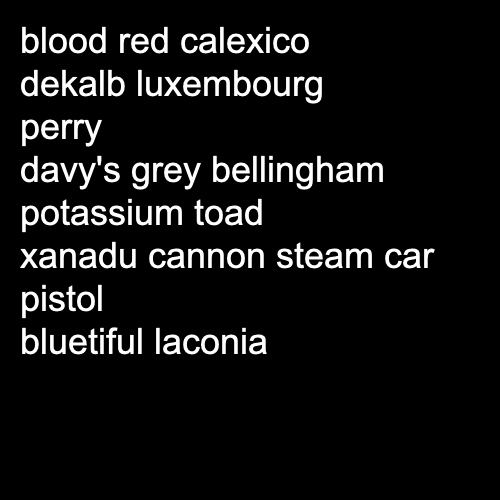 blood red calexico
dekalb luxembourg
perry
davy's grey bellingham
potassium toad
xanadu cannon steam car
pistol
bluetiful laconia